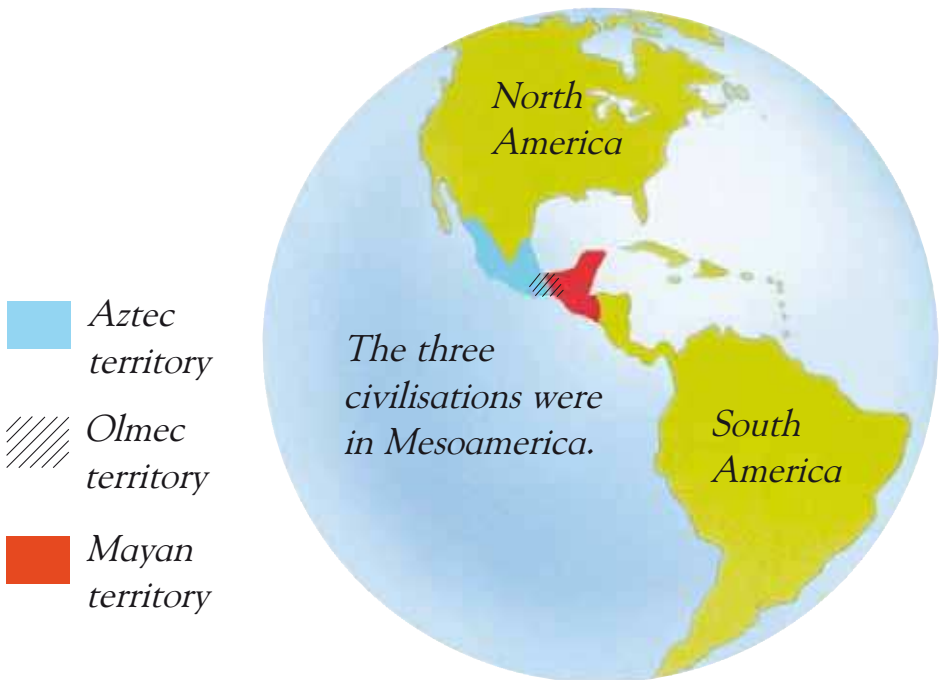 North
America
Aztec
territory
Olmec
territory
Mayan
territory
The three
civilisations were
in Mesoamerica.
South
America